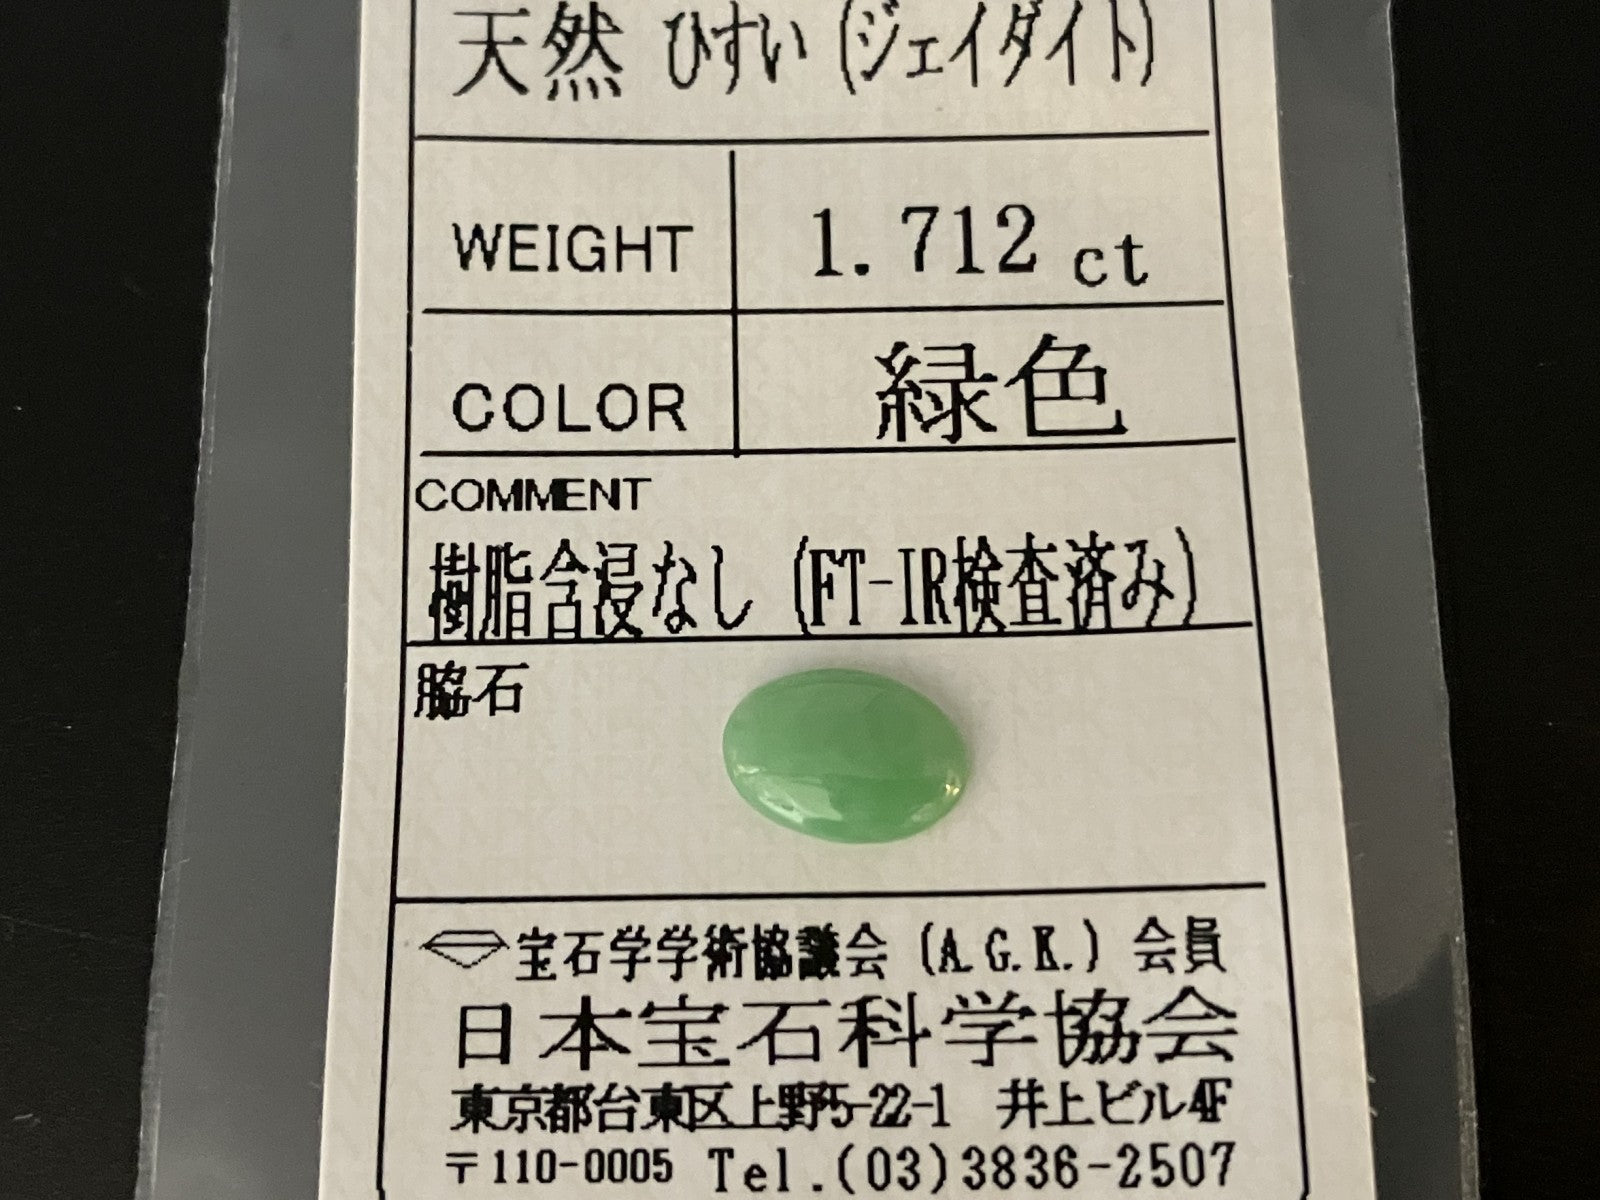 天然 ひすい (ジェイダイト)
WEIGHT 1.712 ct
COLOR 緑色
COMMENT
樹脂含浸なし (FT-IR検査済み)
脇石
宝石学学術協議会 (A.G.K.) 会員
日本宝石科学協会
東京都台東区上野5-22-1 井上ビル4F
〒110-0005 Tel.(03)3836-2507